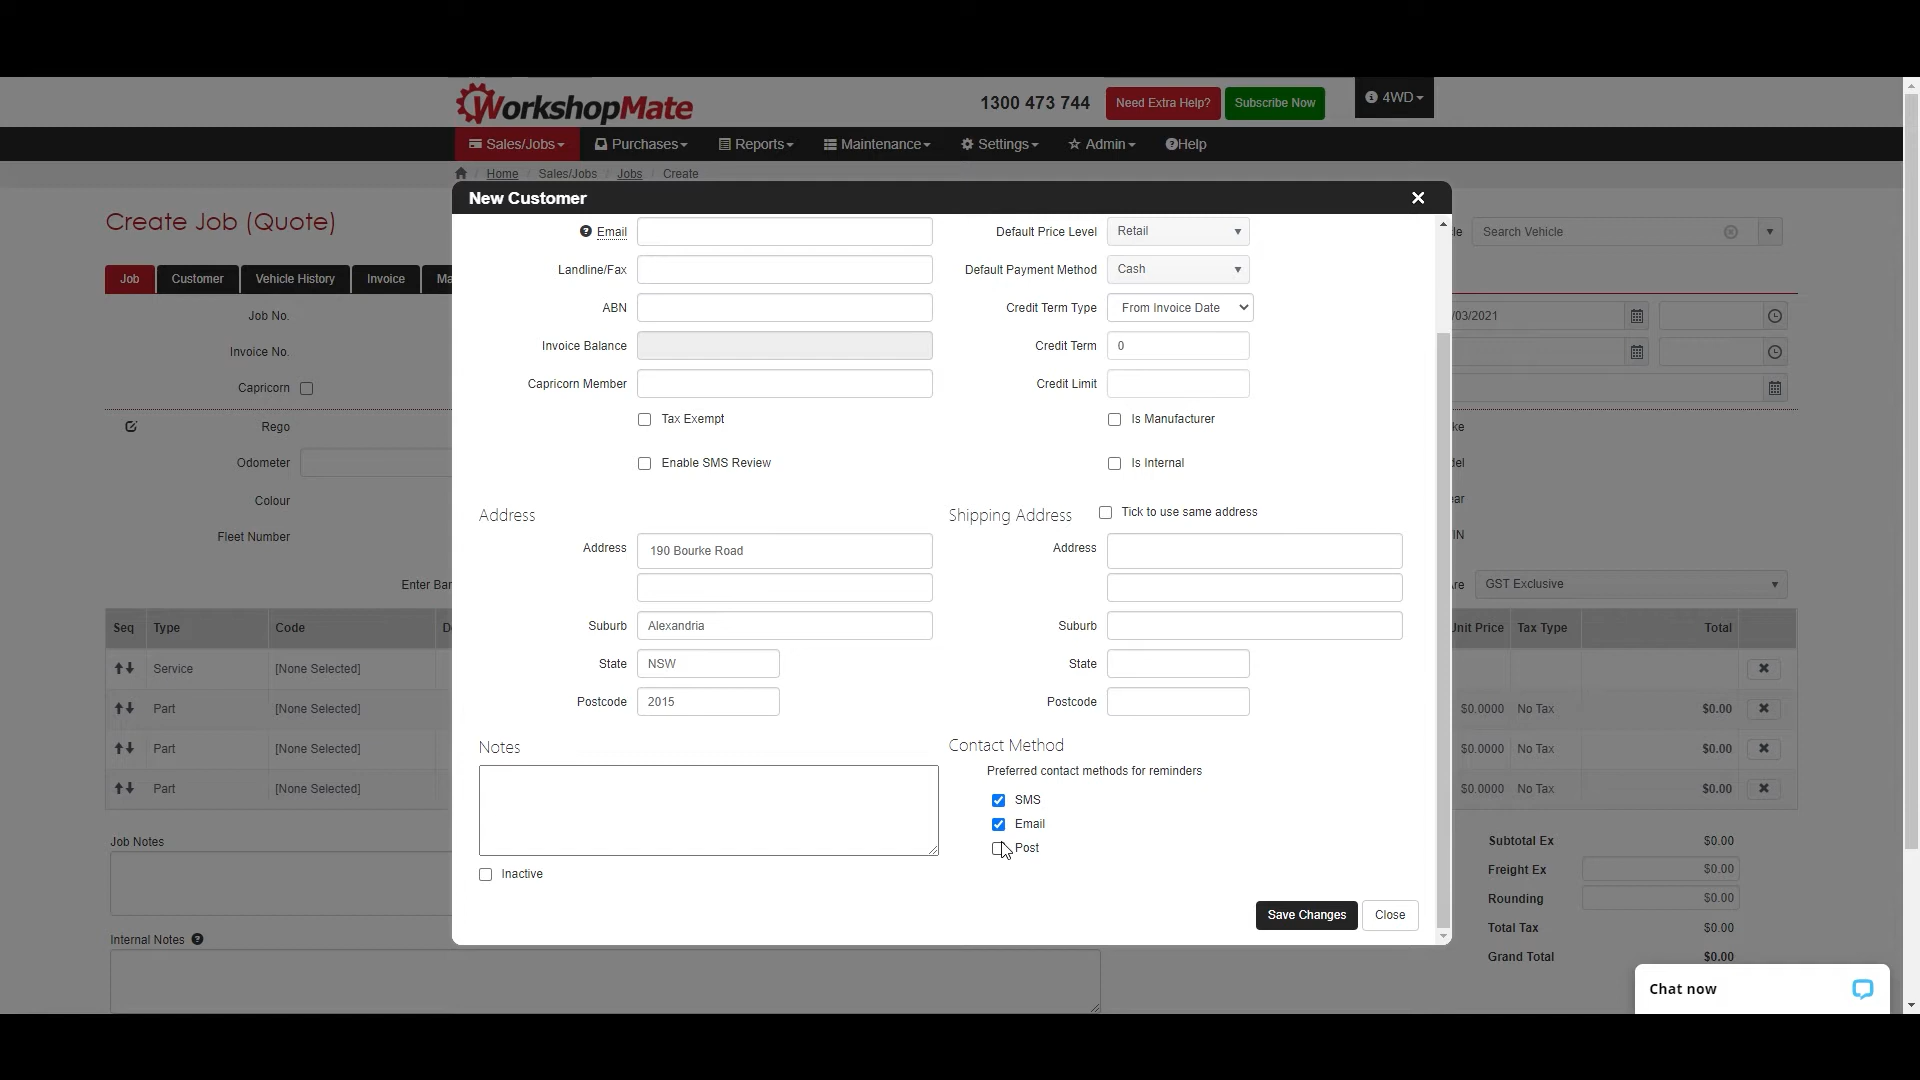 WorkshopMate
1300 473 744
Need Extra Help?
Subscribe Now
4WD
Sales/Jobs
Purchases
Reports
Maintenance
Settings
Admin
Help
Home / Sales/Jobs / Jobs / Create
Create Job (Quote)
New Customer
Search Vehicle
Job
Customer
Vehicle History
Invoice
Ma
Job No.
Invoice No.
Capricorn
/03/2021
Rego
Odometer
Colour
Fleet Number
Enter Bar
GST Exclusive
Email
Landline/Fax
ABN
Invoice Balance
Capricorn Member
Tax Exempt
Enable SMS Review
Default Price Level Retail
Default Payment Method Cash
Credit Term Type From Invoice Date
Credit Term 0
Credit Limit
Is Manufacturer
Is Internal
Address
Address 190 Bourke Road
Suburb Alexandria
State NSW
Postcode 2015
Shipping Address Tick to use same address
Address
Suburb
State
Postcode
Notes
Inactive
Contact Method
Preferred contact methods for reminders
SMS
Email
Post
Save Changes
Close
Seq Type Code
Unit Price Tax Type Total
Service [None Selected]
Part [None Selected] $0.0000 No Tax $0.00
Part [None Selected] $0.0000 No Tax $0.00
Part [None Selected] $0.0000 No Tax $0.00
Job Notes
Internal Notes
Subtotal Ex $0.00
Freight Ex $0.00
Rounding $0.00
Total Tax $0.00
Grand Total $0.00
Chat now